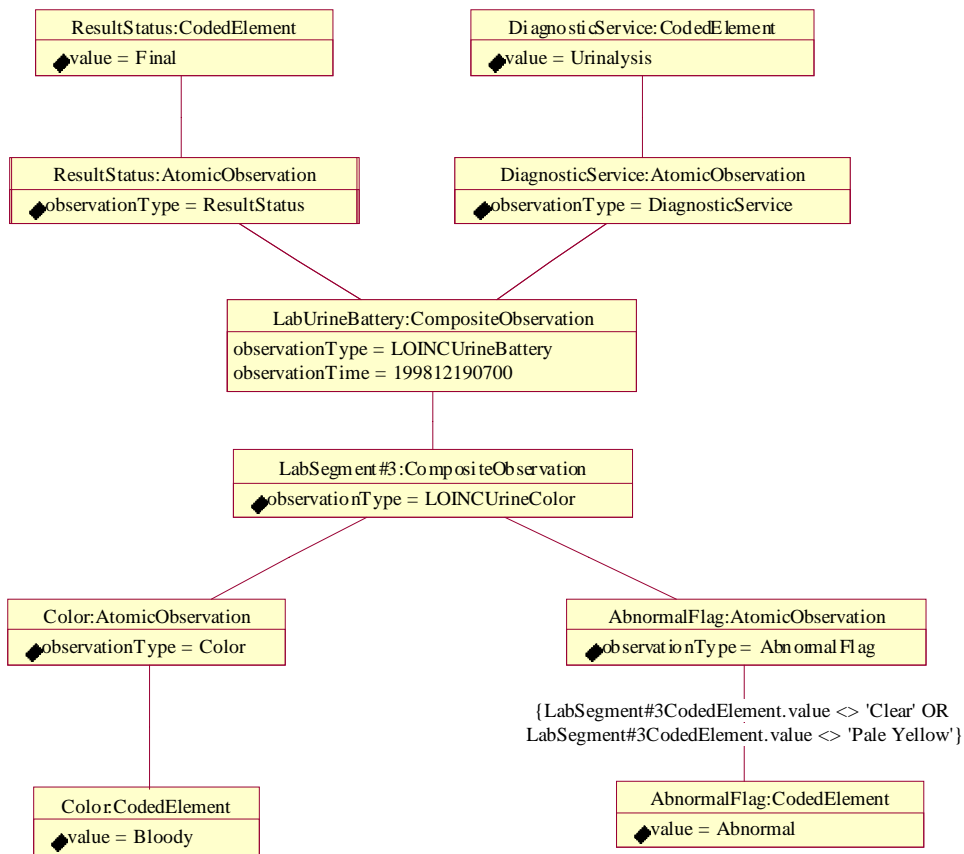 ResultStatus:CodedElement
value = Final
DiagnosticService:CodedElement
value = Urinalysis
ResultStatus:AtomicObservation
observationType = ResultStatus
DiagnosticService:AtomicObservation
observationType = DiagnosticService
LabUrineBattery:CompositeObservation
observationType = LOINCUrineBattery
observationTime = 199812190700
LabSegment#3:CompositeObservation
observationType = LOINCUrineColor
Color:AtomicObservation
observationType = Color
AbnormalFlag:AtomicObservation
observationType = AbnormalFlag
{LabSegment#3CodedElement.value <> 'Clear' OR
LabSegment#3CodedElement.value <> 'Pale Yellow'}
Color:CodedElement
value = Bloody
AbnormalFlag:CodedElement
value = Abnormal